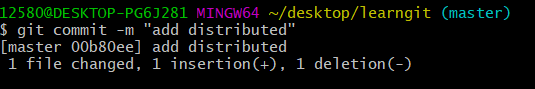 12580@DESKTOP-PG6J281 MINGW64 ~/desktop/learngit (master)
$ git commit -m "add distributed"
[master 00b80ee] add distributed
 1 file changed, 1 insertion(+), 1 deletion(-)